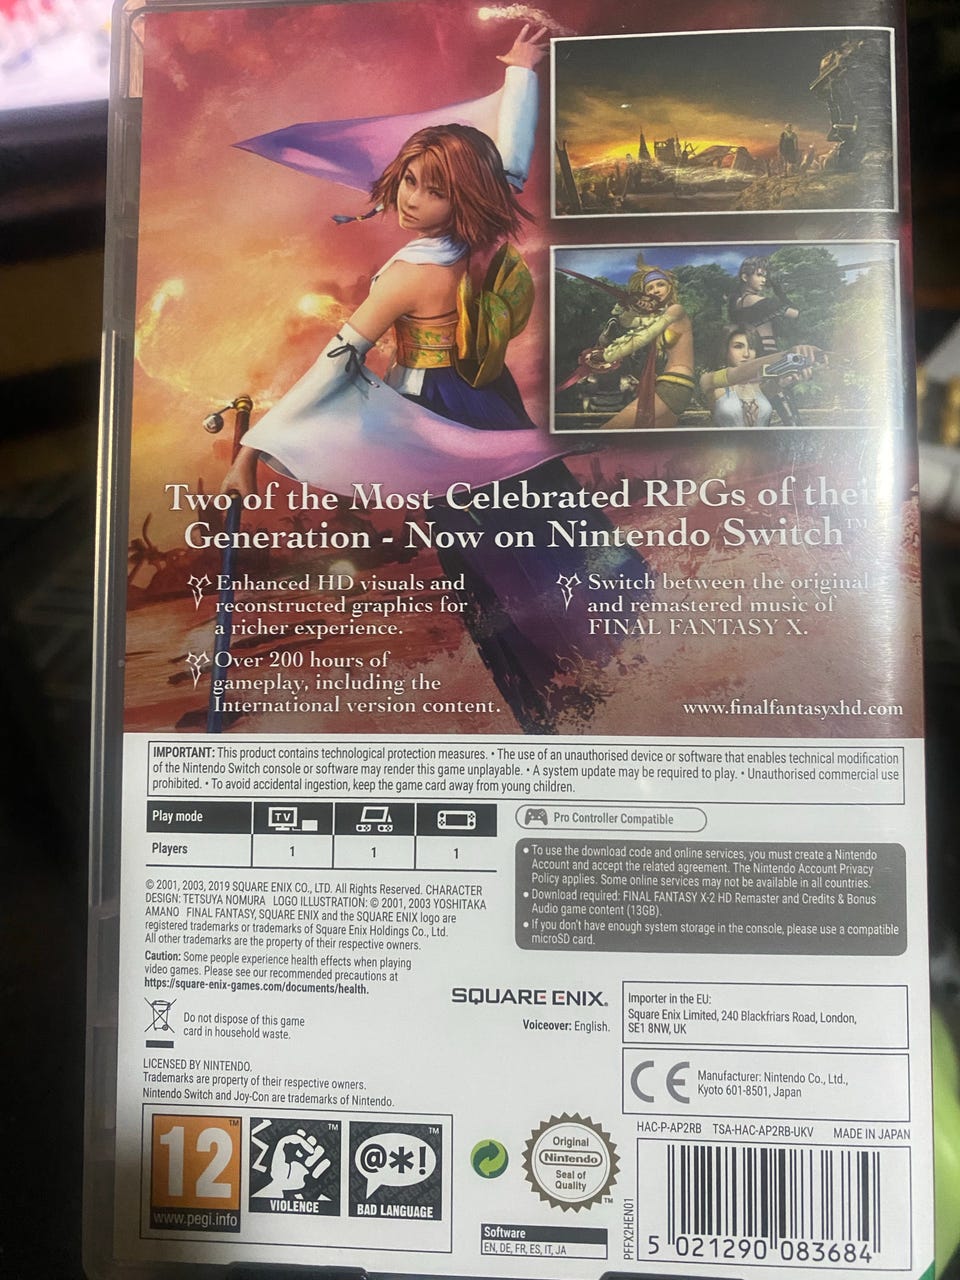 Two of the Most Celebrated RPGs of their
Generation - Now on Nintendo Switch™
Enhanced HD visuals and
reconstructed graphics for
a richer experience.
Over 200 hours of
gameplay, including the
International version content.
Switch between the original
and remastered music of
FINAL FANTASY X.
www.finalfantasyxhd.com
IMPORTANT: This product contains technological protection measures. • The use of an unauthorised device or software that enables technical modification
of the Nintendo Switch console or software may render this game unplayable. • A system update may be required to play. • Unauthorised commercial use
prohibited. • To avoid accidental ingestion, keep the game card away from young children.
Play mode TV
Players 1 1 1
Pro Controller Compatible
• To use the download code and online services, you must create a Nintendo
Account and accept the related agreement. The Nintendo Account Privacy
Policy applies. Some online services may not be available in all countries.
• Download required: FINAL FANTASY X-2 HD Remaster and Credits & Bonus
Audio game content (13GB).
• If you don't have enough system storage in the console, please use a compatible
microSD card.
© 2001, 2003, 2019 SQUARE ENIX CO., LTD. All Rights Reserved. CHARACTER
DESIGN: TETSUYA NOMURA LOGO ILLUSTRATION: © 2001, 2003 YOSHITAKA
AMANO FINAL FANTASY, SQUARE ENIX and the SQUARE ENIX logo are
registered trademarks or trademarks of Square Enix Holdings Co., Ltd.
All other trademarks are the property of their respective owners.
Caution: Some people experience health effects when playing
video games. Please see our recommended precautions at
https://square-enix-games.com/documents/health.
Do not dispose of this game
card in household waste.
SQUARE ENIX.
Voiceover: English.
Importer in the EU:
Square Enix Limited, 240 Blackfriars Road, London,
SE1 8NW, UK
CE
Manufacturer: Nintendo Co., Ltd.,
Kyoto 601-8501, Japan
LICENSED BY NINTENDO.
Trademarks are property of their respective owners.
Nintendo Switch and Joy-Con are trademarks of Nintendo.
HAC-P-AP2RB TSA-HAC-AP2RB-UKV MADE IN JAPAN
12™
www.pegi.info
™
VIOLENCE
™
@*!
BAD LANGUAGE
Original
Nintendo
Seal of
Quality
™
Software
EN, DE, FR, ES, IT, JA
PFFX2HEN01
5 021290 083684